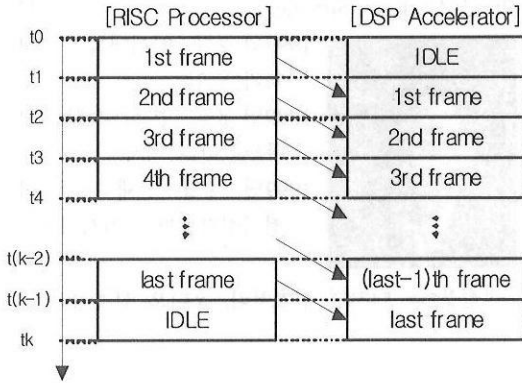 [RISC Processor] [DSP Accelerator]
t0
1st frame IDLE
t1
2nd frame 1st frame
t2
3rd frame 2nd frame
t3
4th frame 3rd frame
t4
t(k-2)
last frame (last-1)th frame
t(k-1)
IDLE last frame
tk